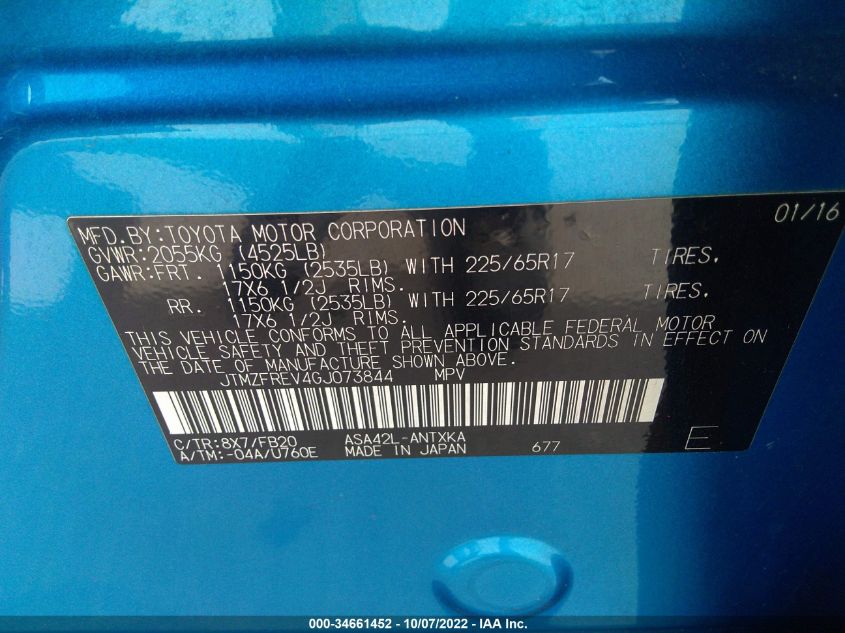 01/16
MFD.BY:TOYOTA MOTOR CORPORATION
GVWR:2055KG (4525LB)
GAWR:FRT. 1150KG (2535LB) WITH 225/65R17 TIRES,
17X6 1/2J RIMS.
RR. 1150KG (2535LB) WITH 225/65R17 TIRES,
17X6 1/2J RIMS.
THIS VEHICLE CONFORMS TO ALL APPLICABLE FEDERAL MOTOR
VEHICLE SAFETY AND THEFT PREVENTION STANDARDS IN EFFECT ON
THE DATE OF MANUFACTURE SHOWN ABOVE.
JTMZFREV4GJ073844 MPV
C/TR:8X7/FB20 ASA42L-ANTXKA
A/TM:-04A/U760E MADE IN JAPAN 677 E
000-34661452 - 10/07/2022 - IAA Inc.